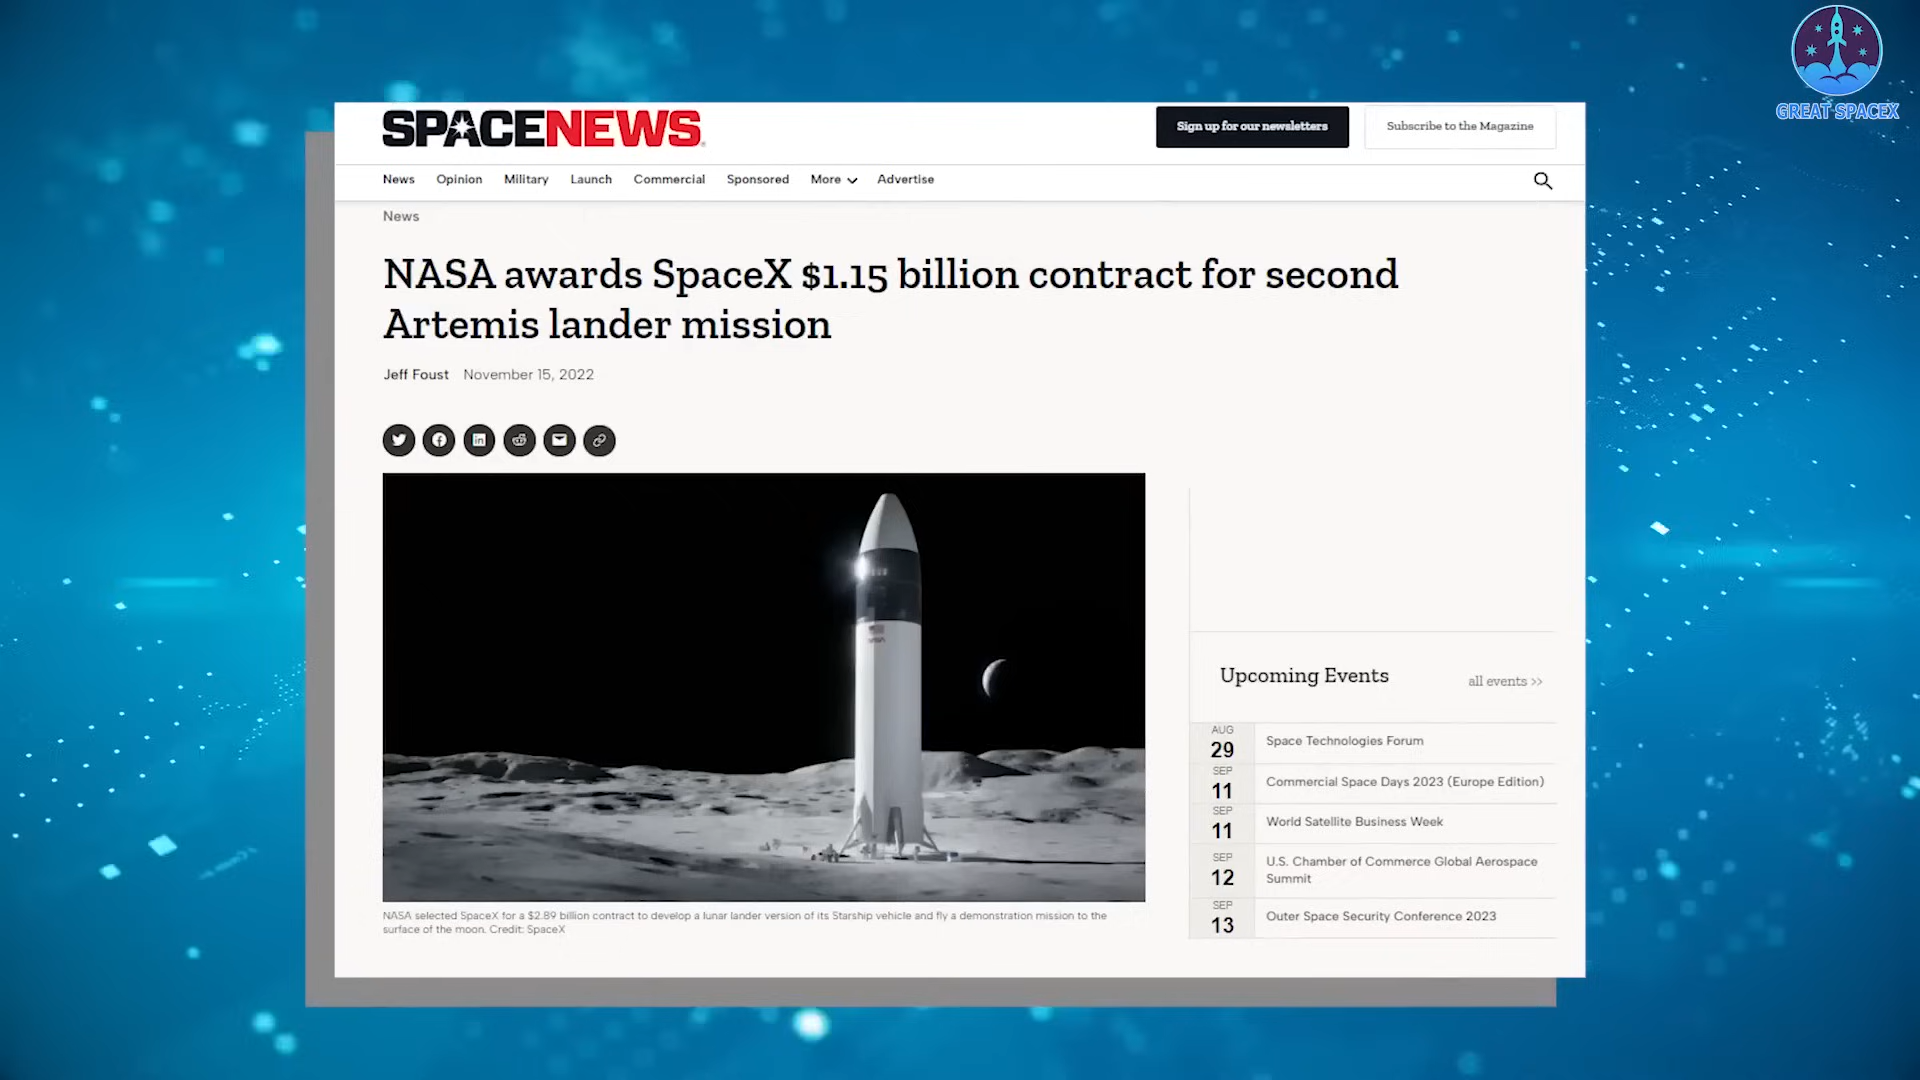 GREAT SPACEX
SPACENEWS
Sign up for our newsletters
Subscribe to the Magazine
News
Opinion
Military
Launch
Commercial
Sponsored
More
Advertise
News
NASA awards SpaceX $1.15 billion contract for second
Artemis lander mission
Jeff Foust November 15, 2022
NASA selected SpaceX for a $2.89 billion contract to develop a lunar lander version of its Starship vehicle and fly a demonstration mission to the
surface of the moon. Credit: SpaceX
Upcoming Events
all events >>
AUG
29
Space Technologies Forum
SEP
11
Commercial Space Days 2023 (Europe Edition)
SEP
11
World Satellite Business Week
SEP
12
U.S. Chamber of Commerce Global Aerospace
Summit
SEP
13
Outer Space Security Conference 2023